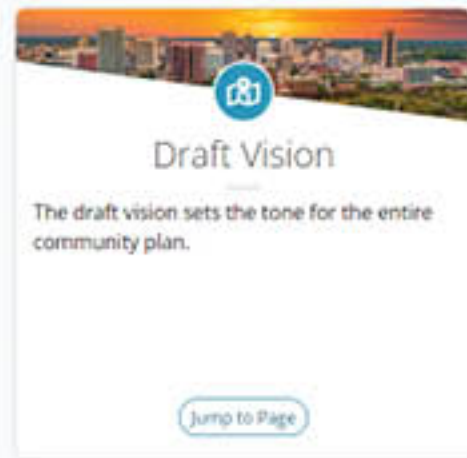 Draft Vision
The draft vision sets the tone for the entire
community plan.
Jump to Page